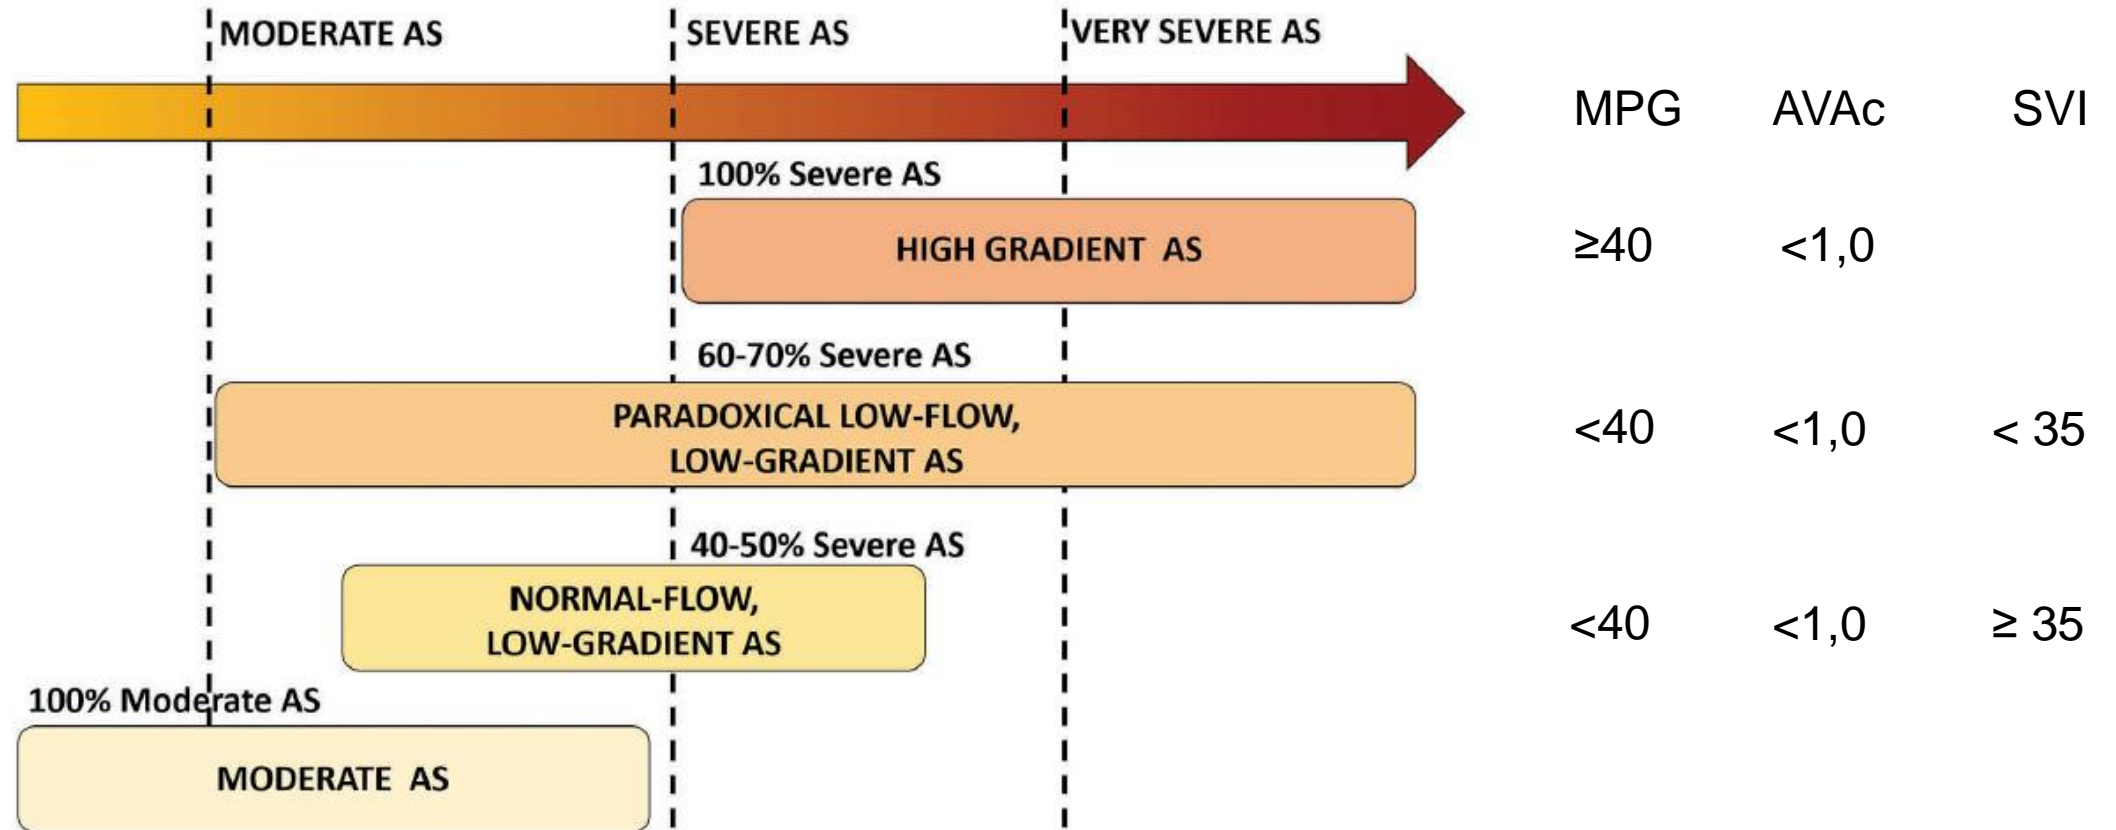 MODERATE AS SEVERE AS VERY SEVERE AS
MPG AVAc SVI
100% Severe AS
HIGH GRADIENT AS ≥40 <1,0
60-70% Severe AS
PARADOXICAL LOW-FLOW,
LOW-GRADIENT AS
<40 <1,0 < 35
40-50% Severe AS
NORMAL-FLOW,
LOW-GRADIENT AS
<40 <1,0 ≥ 35
100% Moderate AS
MODERATE AS